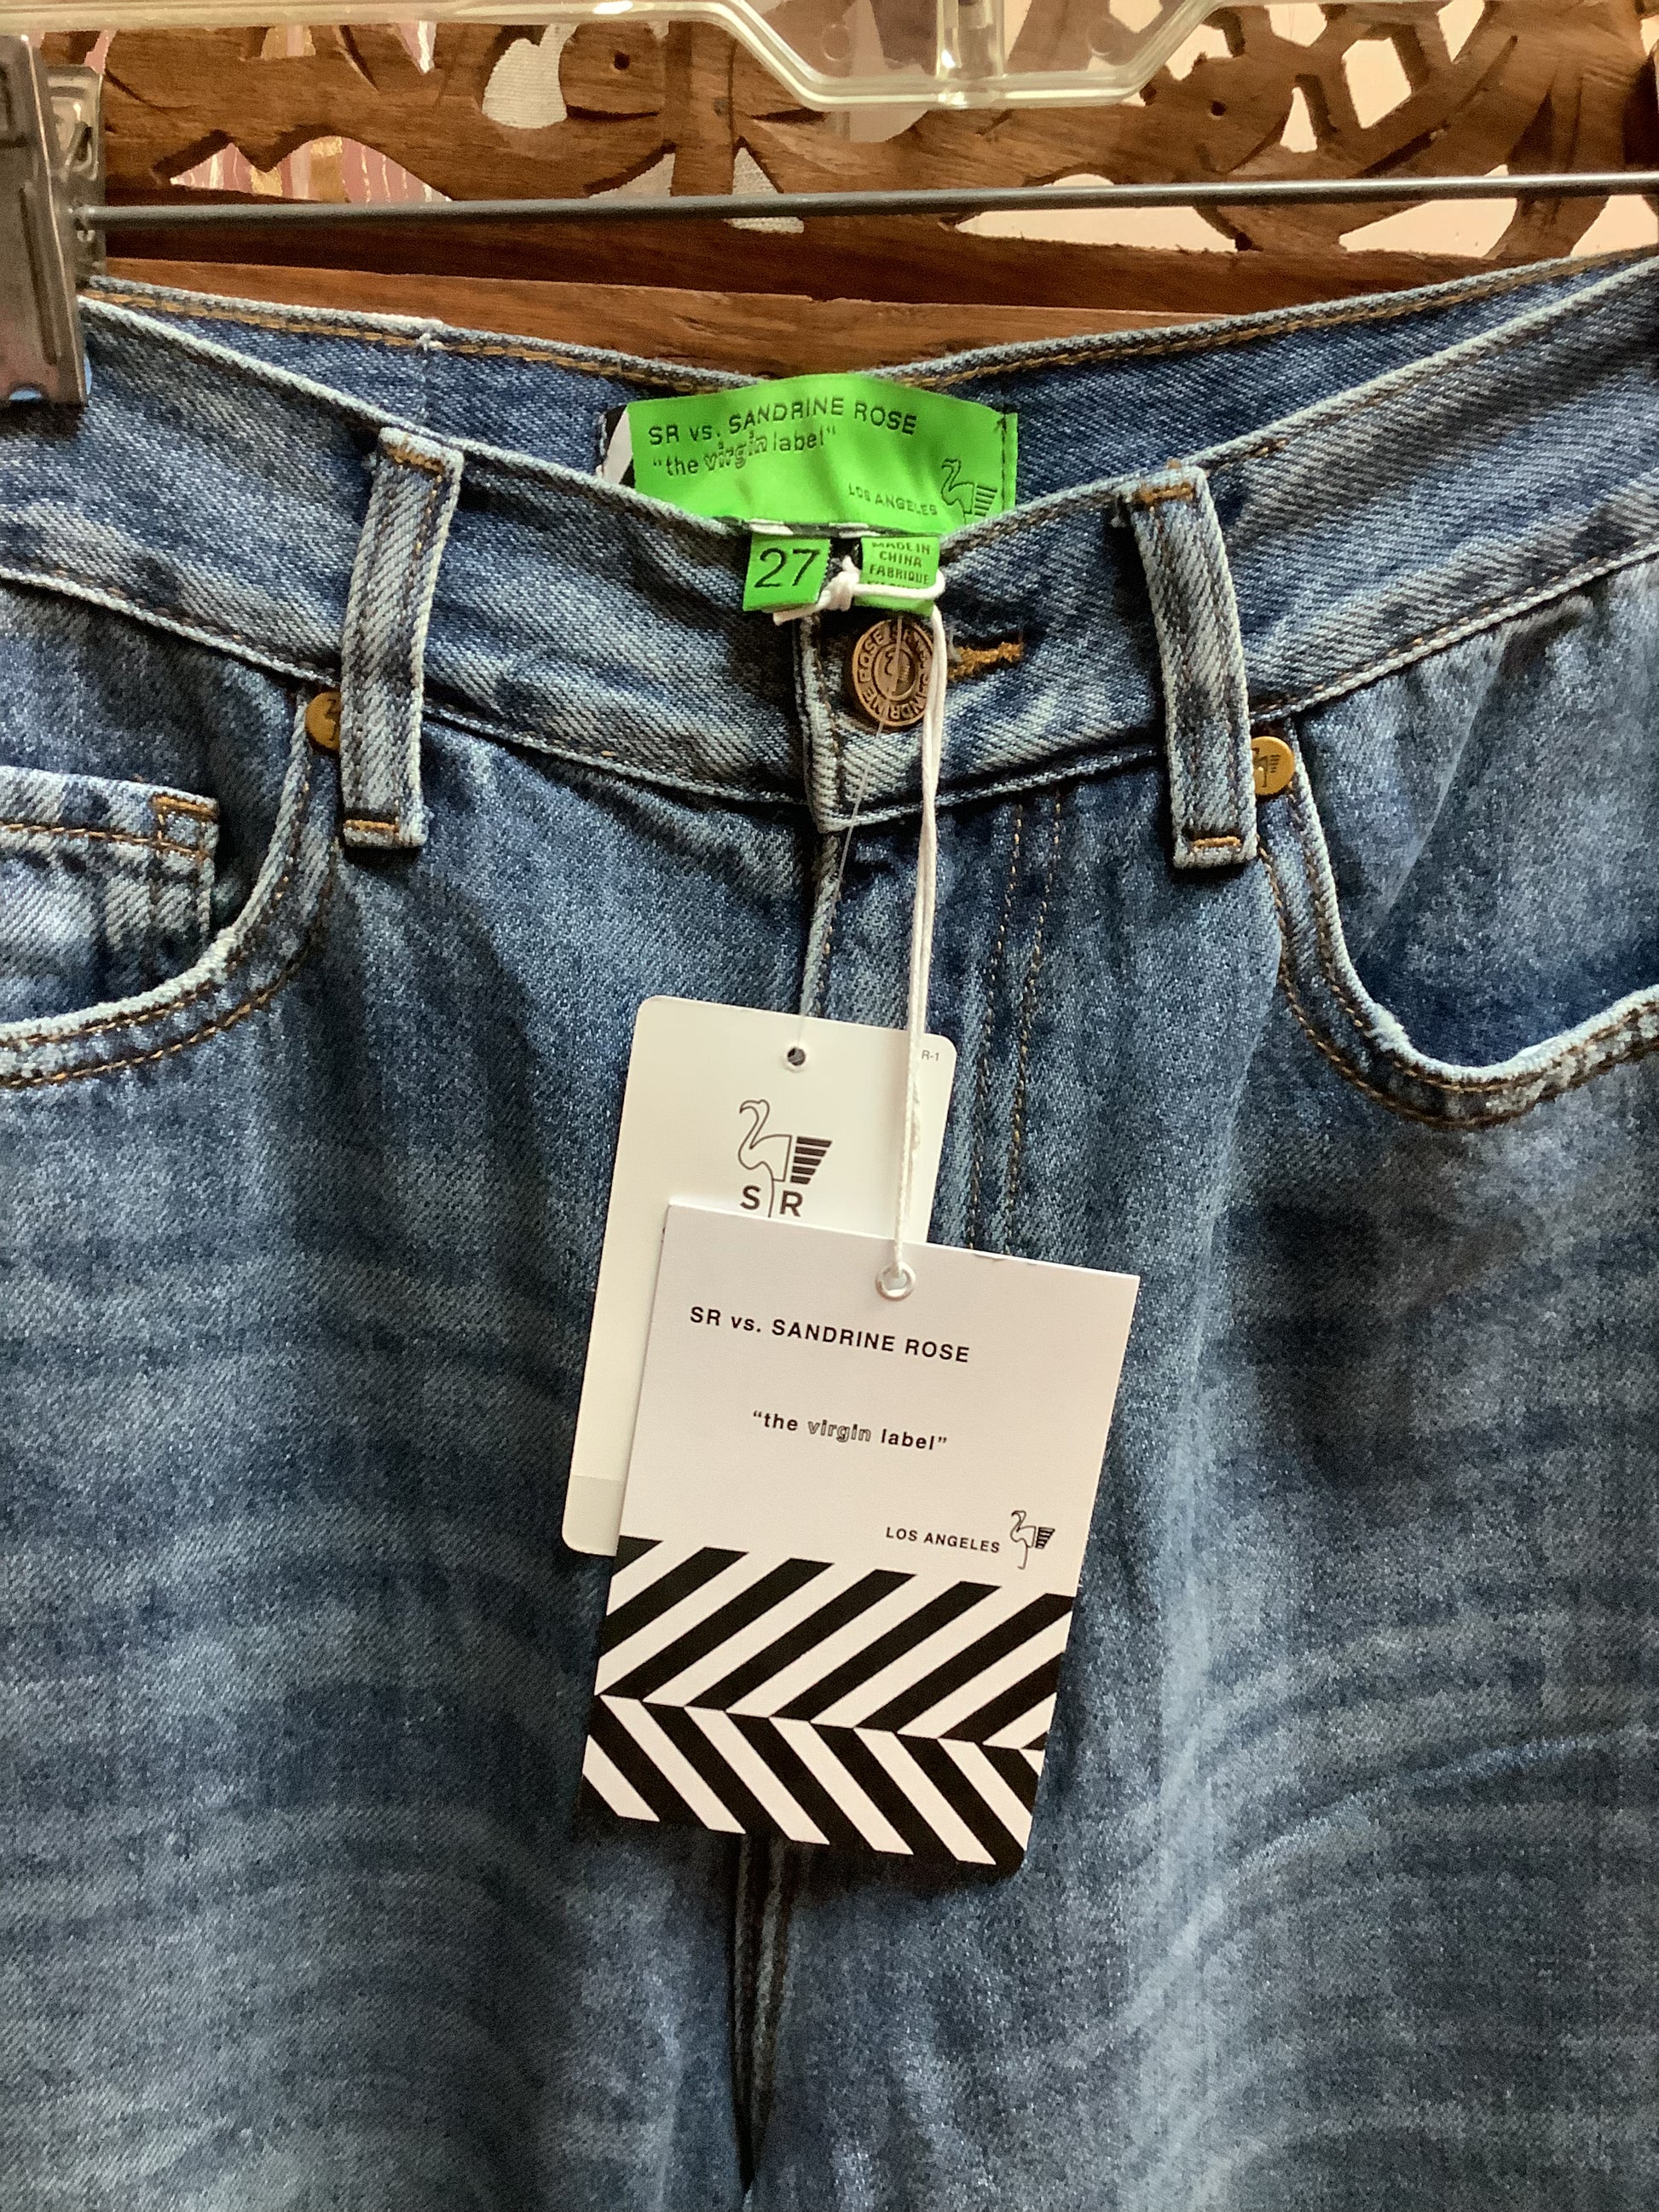 SR vs. SANDRINE ROSE
“the virgin label”
LOS ANGELES
27
MADE IN
CHINA
FABRIQUE
R-1
S R
SR vs. SANDRINE ROSE
“the virgin label”
LOS ANGELES